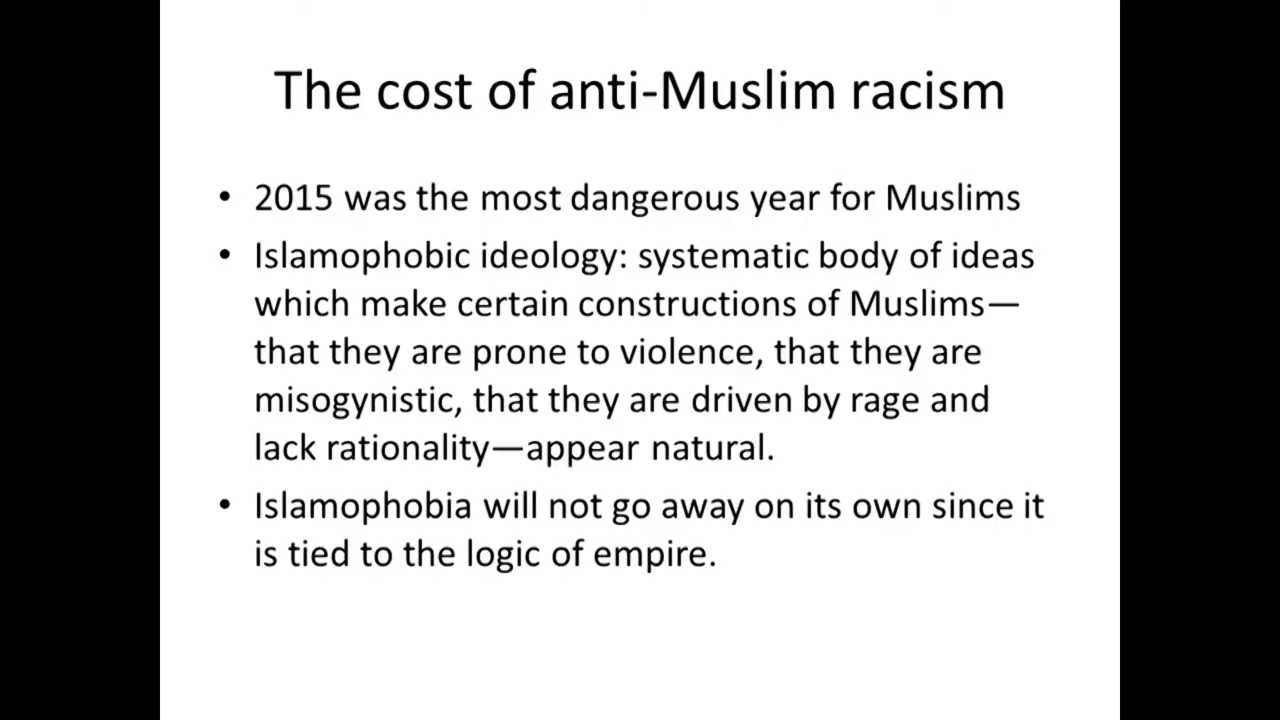 The cost of anti-Muslim racism
• 2015 was the most dangerous year for Muslims
• Islamophobic ideology: systematic body of ideas
which make certain constructions of Muslims—
that they are prone to violence, that they are
misogynistic, that they are driven by rage and
lack rationality—appear natural.
• Islamophobia will not go away on its own since it
is tied to the logic of empire.